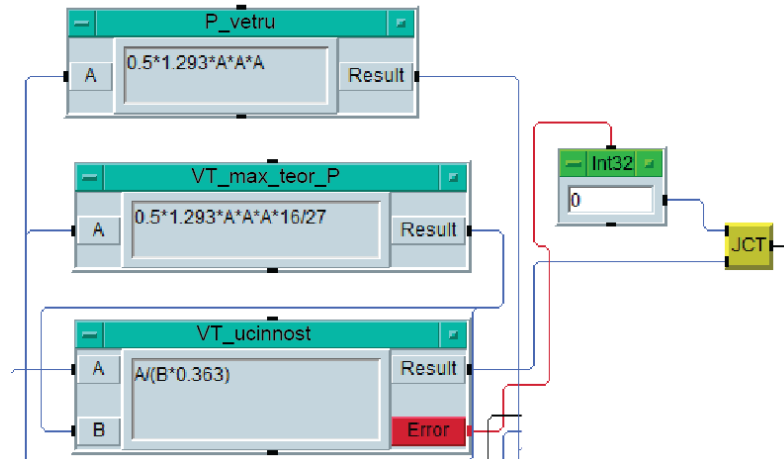 P_vetru
A
0.5*1.293*A*A*A
Result
Int32
0
VT_max_teor_P
A
0.5*1.293*A*A*A*16/27
Result
JCT
VT_ucinnost
A
A/(B*0.363)
Result
B
Error